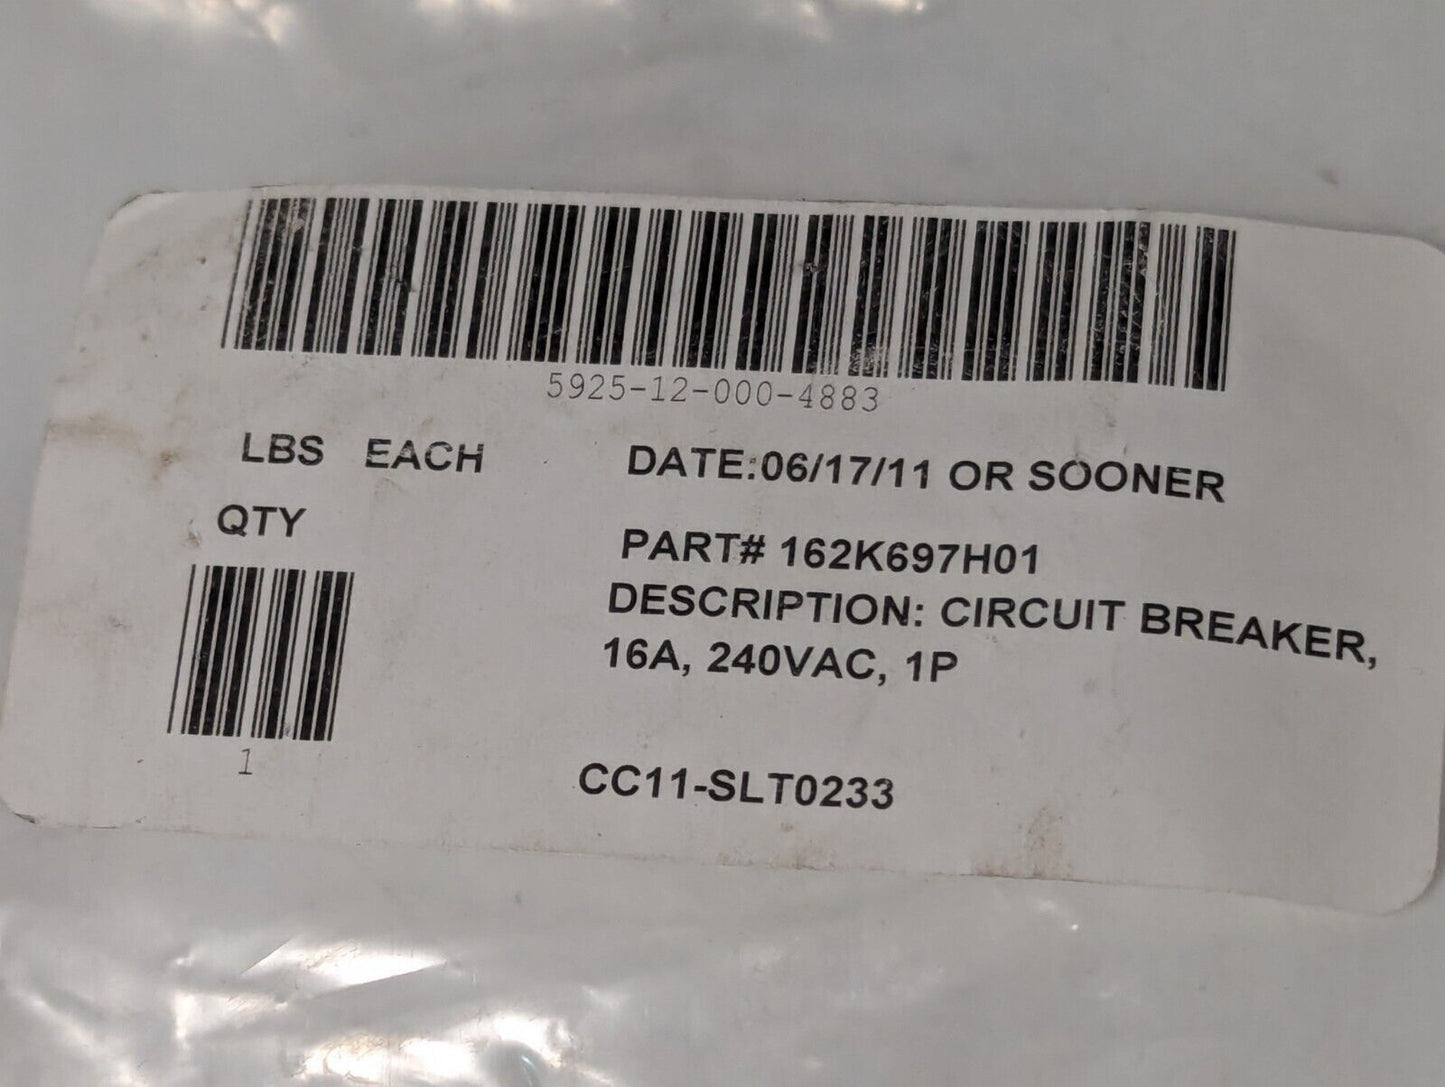 5925-12-000-4883
LBS EACH
DATE:06/17/11 OR SOONER
QTY
PART# 162K697H01
DESCRIPTION: CIRCUIT BREAKER,
16A, 240VAC, 1P
1
CC11-SLT0233